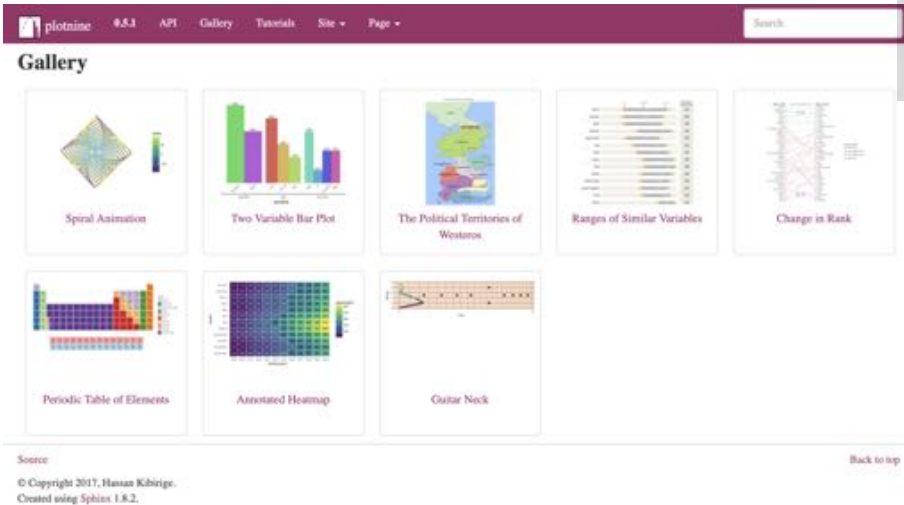 plotnine 0.5.1 API Gallery Tutorials Site Page Search
Gallery
Spiral Animation
Two Variable Bar Plot
The Political Territories of
Westeros
Ranges of Similar Variables
Change in Rank
Periodic Table of Elements
Annotated Heatmap
Guitar Neck
Source
Back to top
© Copyright 2017, Hassan Kibirige.
Created using Sphinx 1.8.2.